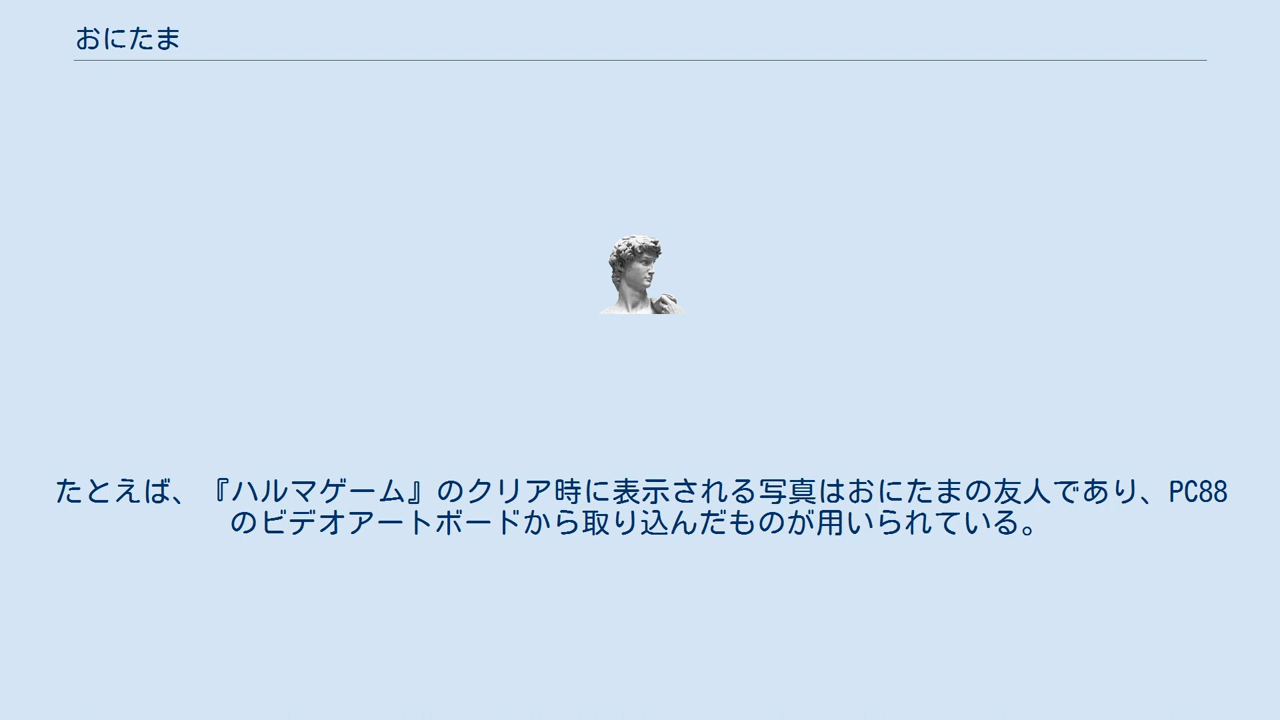 おにたま
たとえば、『ハルマゲーム』のクリア時に表示される写真はおにたまの友人であり、PC88
のビデオアートボードから取り込んだものが用いられている。